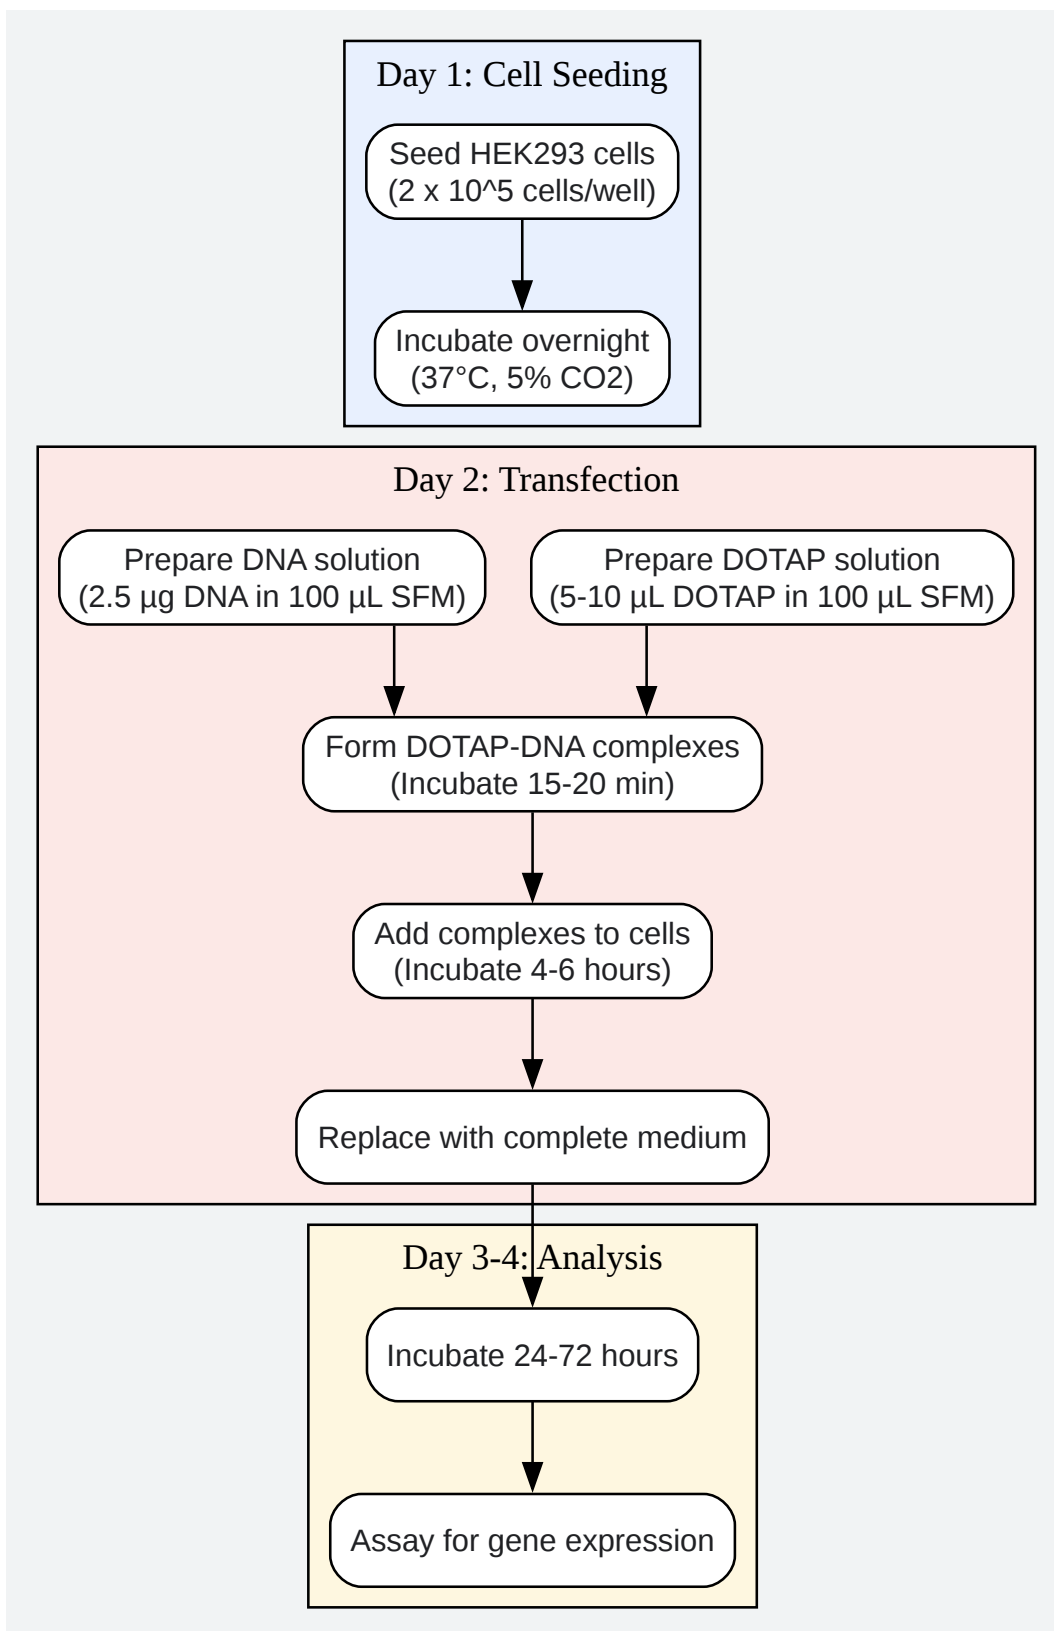 Day 1: Cell Seeding
Seed HEK293 cells
(2 x 10^5 cells/well)
Incubate overnight
(37°C, 5% CO2)
Day 2: Transfection
Prepare DNA solution
(2.5 µg DNA in 100 µL SFM)
Prepare DOTAP solution
(5-10 µL DOTAP in 100 µL SFM)
Form DOTAP-DNA complexes
(Incubate 15-20 min)
Add complexes to cells
(Incubate 4-6 hours)
Replace with complete medium
Day 3-4: Analysis
Incubate 24-72 hours
Assay for gene expression